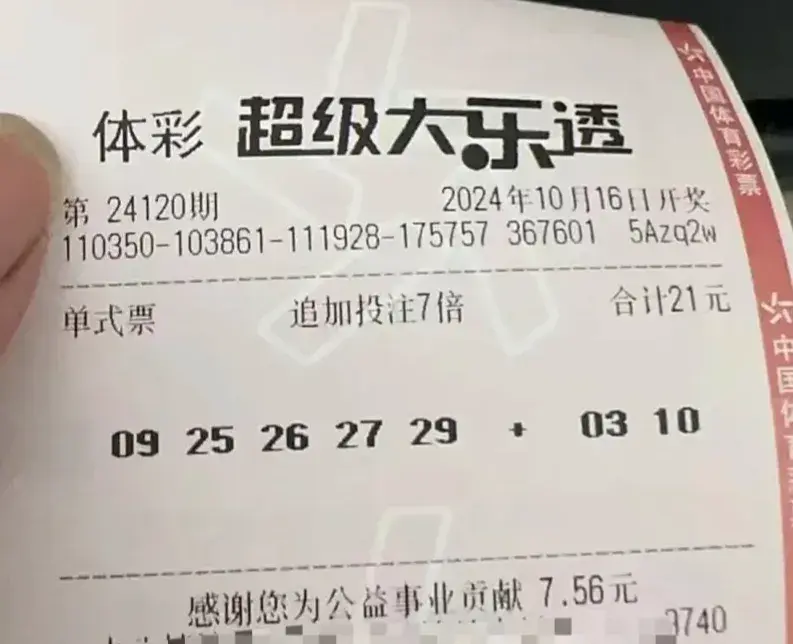 体彩 超级大乐透
第 24120期 2024年10月16日开奖
110350-103861-111928-175757 367601 5Azq2w
单式票 追加投注7倍 合计21元
09 25 26 27 29 + 03 10
感谢您为公益事业贡献 7.56元
0740
中国体育彩票
中国体育彩